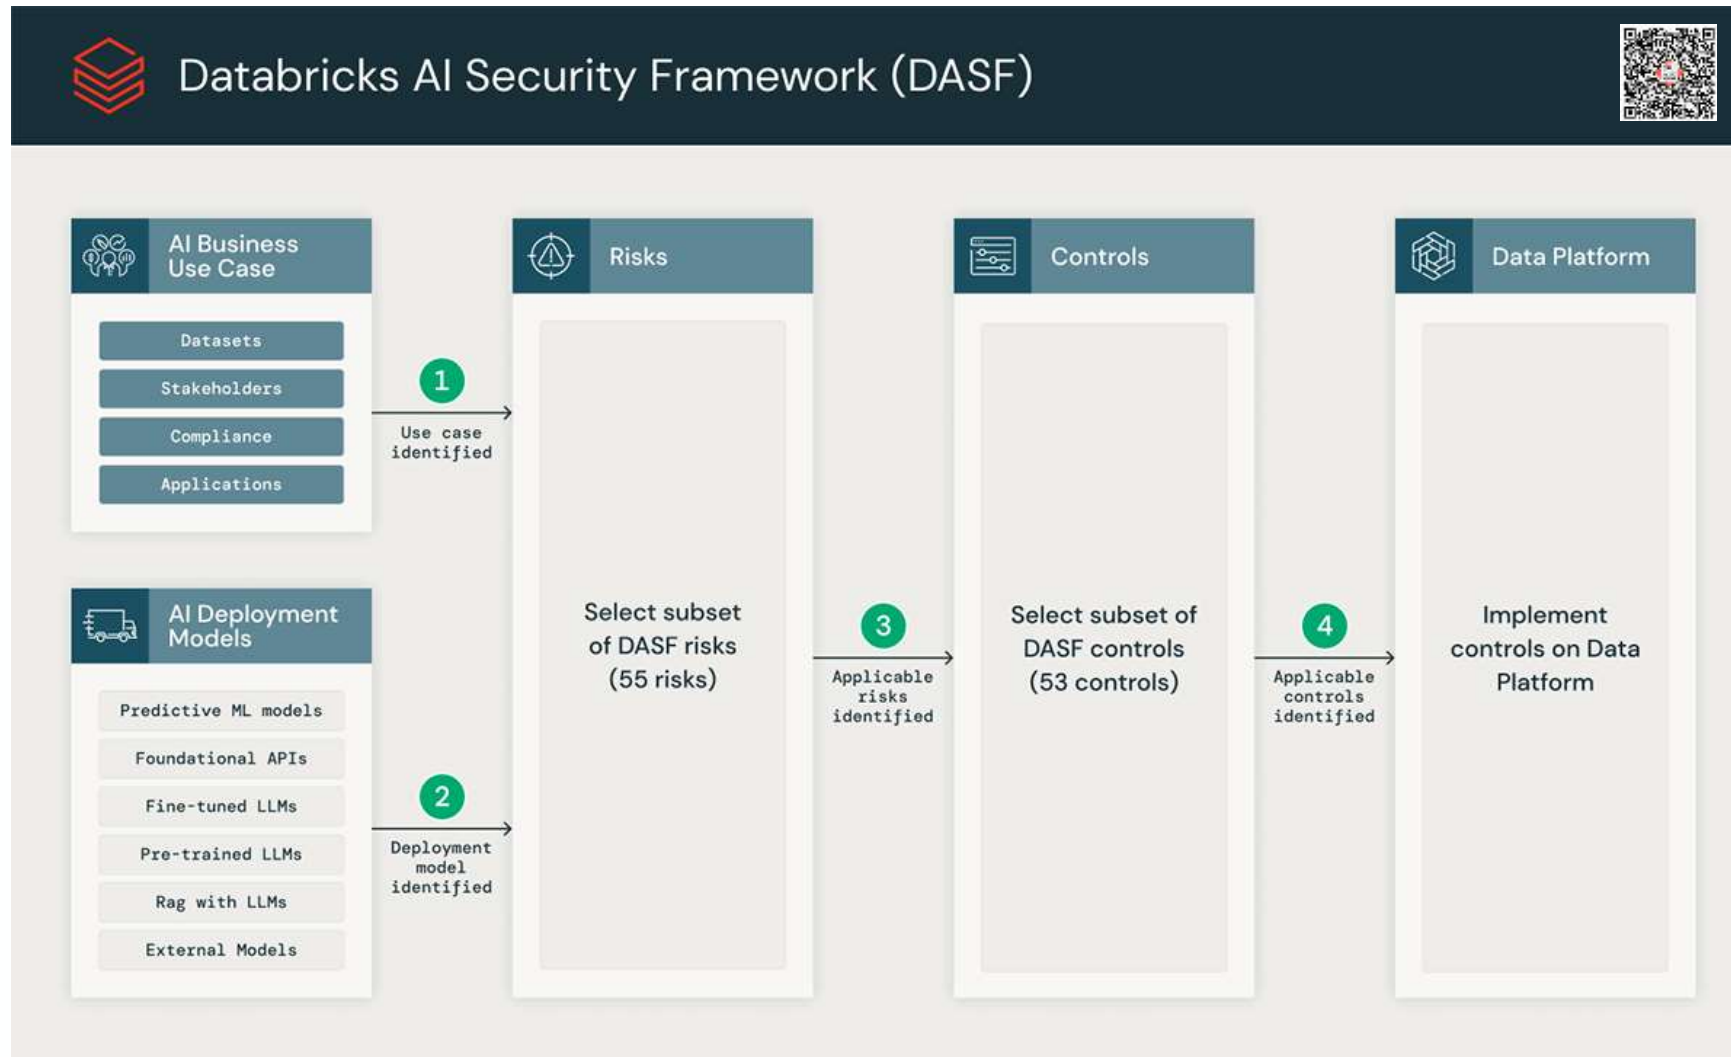 Databricks AI Security Framework (DASF)
AI Business
Use Case
Datasets
Stakeholders
Compliance
Applications
1
Use case
identified
AI Deployment
Models
Predictive ML models
Foundational APIs
Fine-tuned LLMs
Pre-trained LLMs
Rag with LLMs
External Models
2
Deployment
model
identified
Risks
Select subset
of DASF risks
(55 risks)
3
Applicable
risks
identified
Controls
Select subset of
DASF controls
(53 controls)
4
Applicable
controls
identified
Data Platform
Implement
controls on Data
Platform